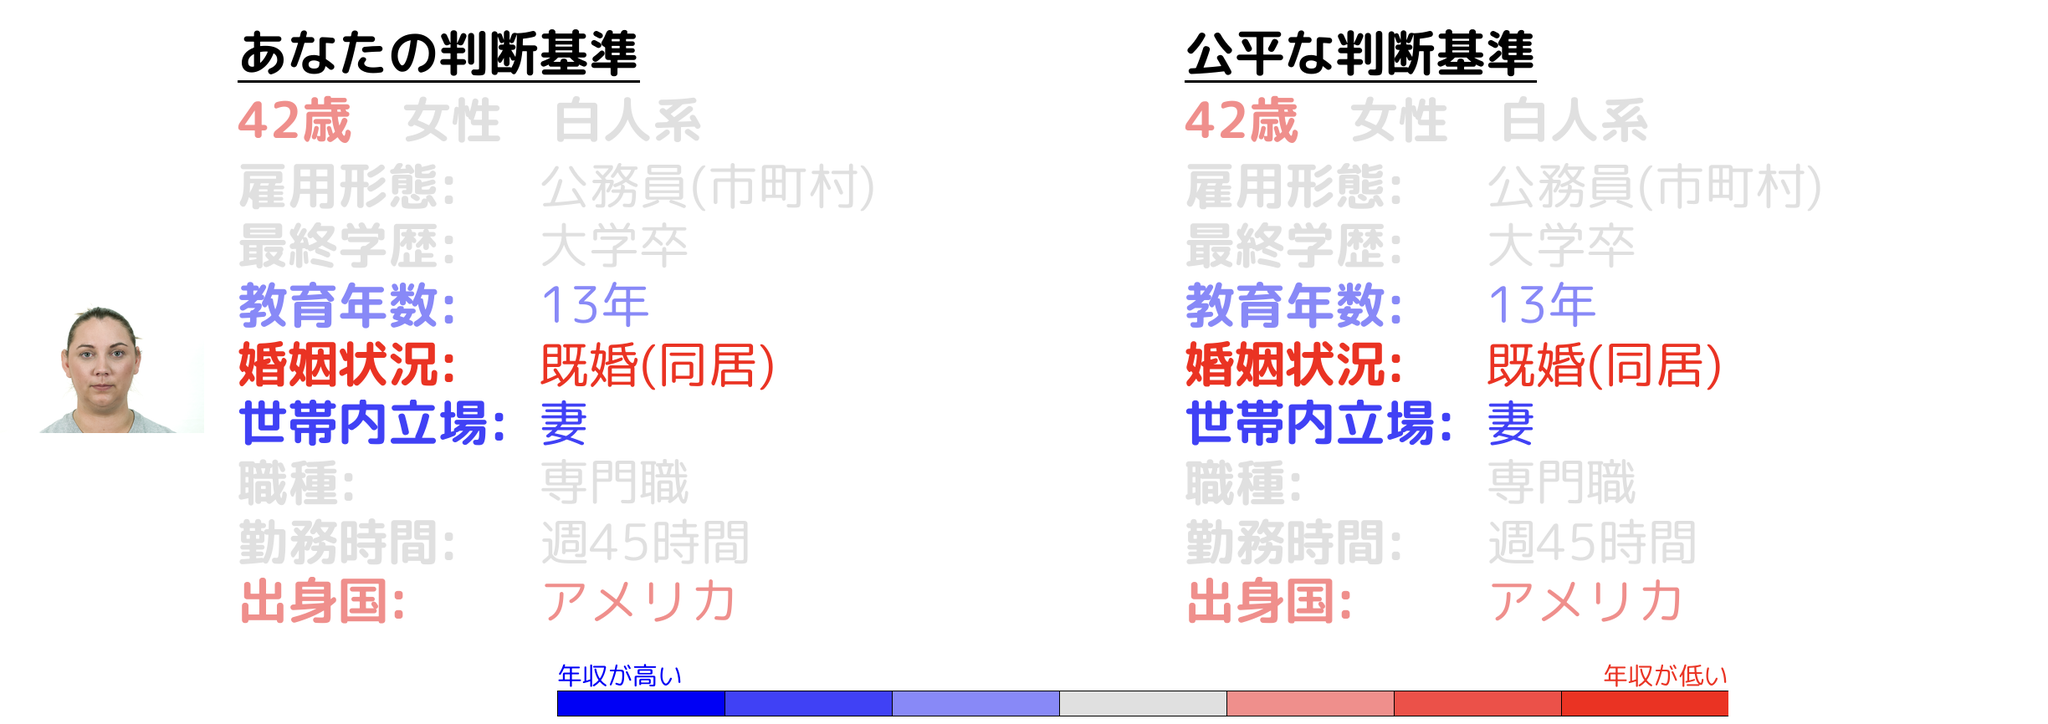 あなたの判断基準
42歳 女性 白人系
雇用形態: 公務員(市町村)
最終学歴: 大学卒
教育年数: 13年
婚姻状況: 既婚(同居)
世帯内立場: 妻
職種: 専門職
勤務時間: 週45時間
出身国: アメリカ
公平な判断基準
42歳 女性 白人系
雇用形態: 公務員(市町村)
最終学歴: 大学卒
教育年数: 13年
婚姻状況: 既婚(同居)
世帯内立場: 妻
職種: 専門職
勤務時間: 週45時間
出身国: アメリカ
年収が高い
年収が低い